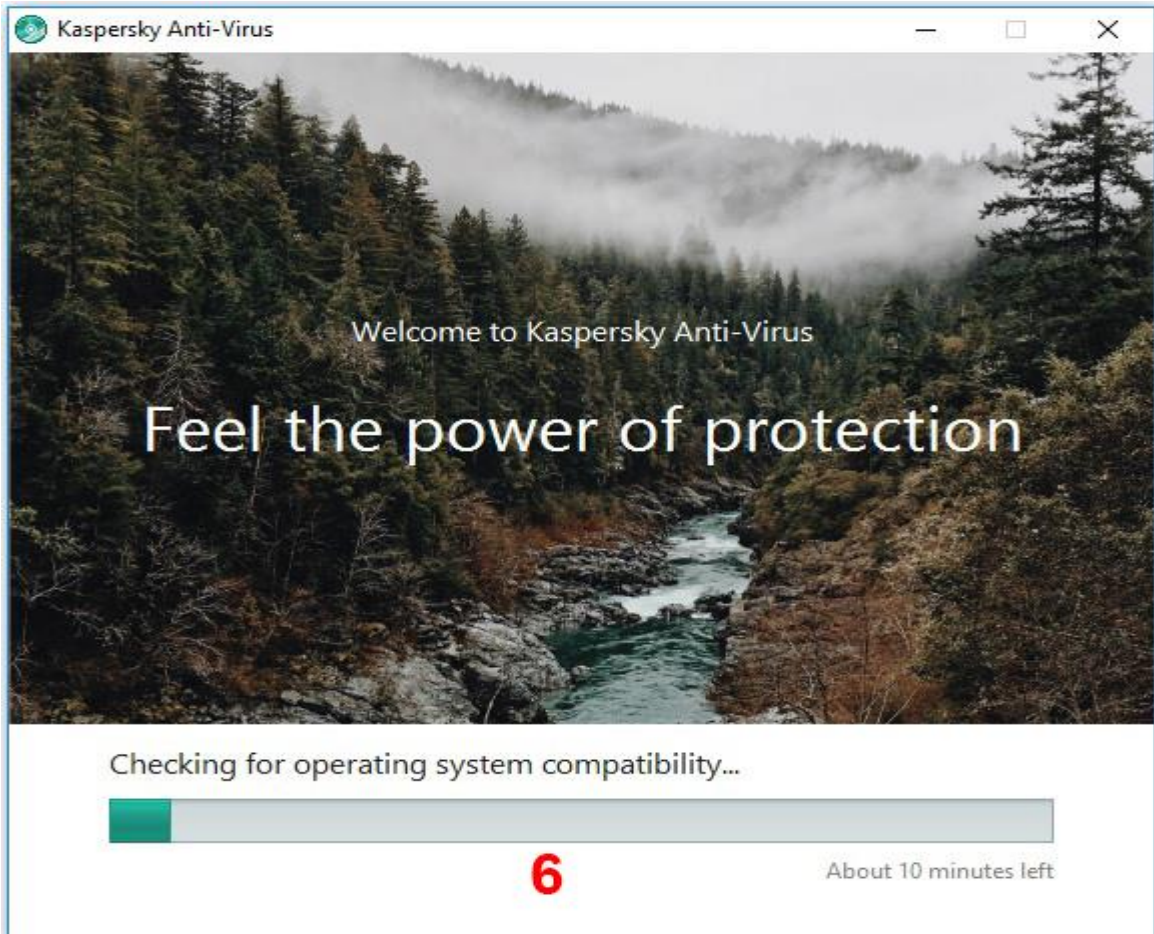 Kaspersky Anti-Virus
Welcome to Kaspersky Anti-Virus
Feel the power of protection
Checking for operating system compatibility...
6
About 10 minutes left